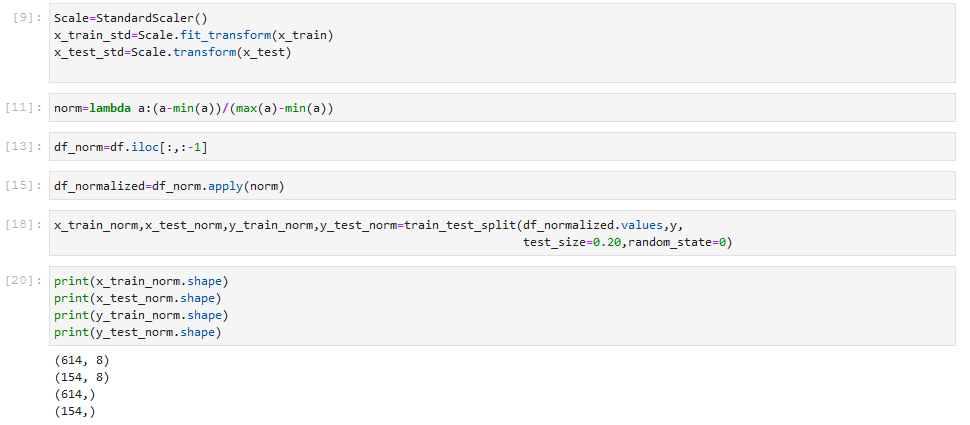 [9]: Scale=StandardScaler()
x_train_std=Scale.fit_transform(x_train)
x_test_std=Scale.transform(x_test)
[11]: norm=lambda a:(a-min(a))/(max(a)-min(a))
[13]: df_norm=df.iloc[:,:-1]
[15]: df_normalized=df_norm.apply(norm)
[18]: x_train_norm,x_test_norm,y_train_norm,y_test_norm=train_test_split(df_normalized.values,y,
test_size=0.20,random_state=0)
[20]: print(x_train_norm.shape)
print(x_test_norm.shape)
print(y_train_norm.shape)
print(y_test_norm.shape)
(614, 8)
(154, 8)
(614,)
(154,)